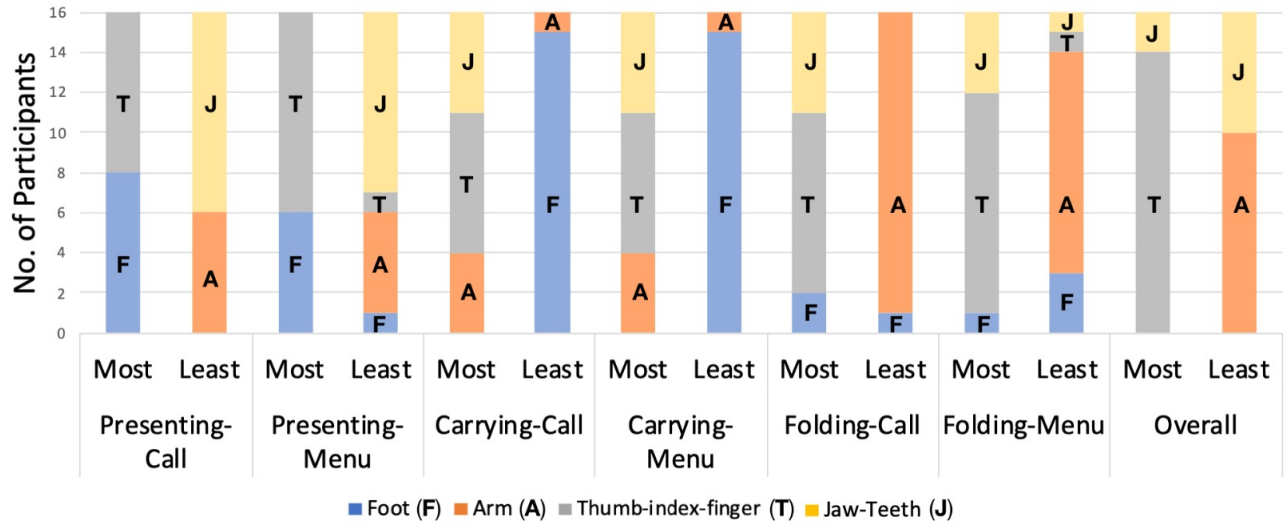 No. of Participants
16
14
12
10
8
6
4
2
0
T
F
J
A
T
F
J
T
A
F
J
T
A
A
F
J
T
A
A
F
J
T
F
A
F
J
T
F
J
T
A
F
J
T
J
A
Most Least Most Least Most Least Most Least Most Least Most Least Most Least
Presenting- Presenting- Carrying-Call Carrying- Folding-Call Folding-Menu Overall
Call Menu Menu
Foot (F) Arm (A) Thumb-index-finger (T) Jaw-Teeth (J)